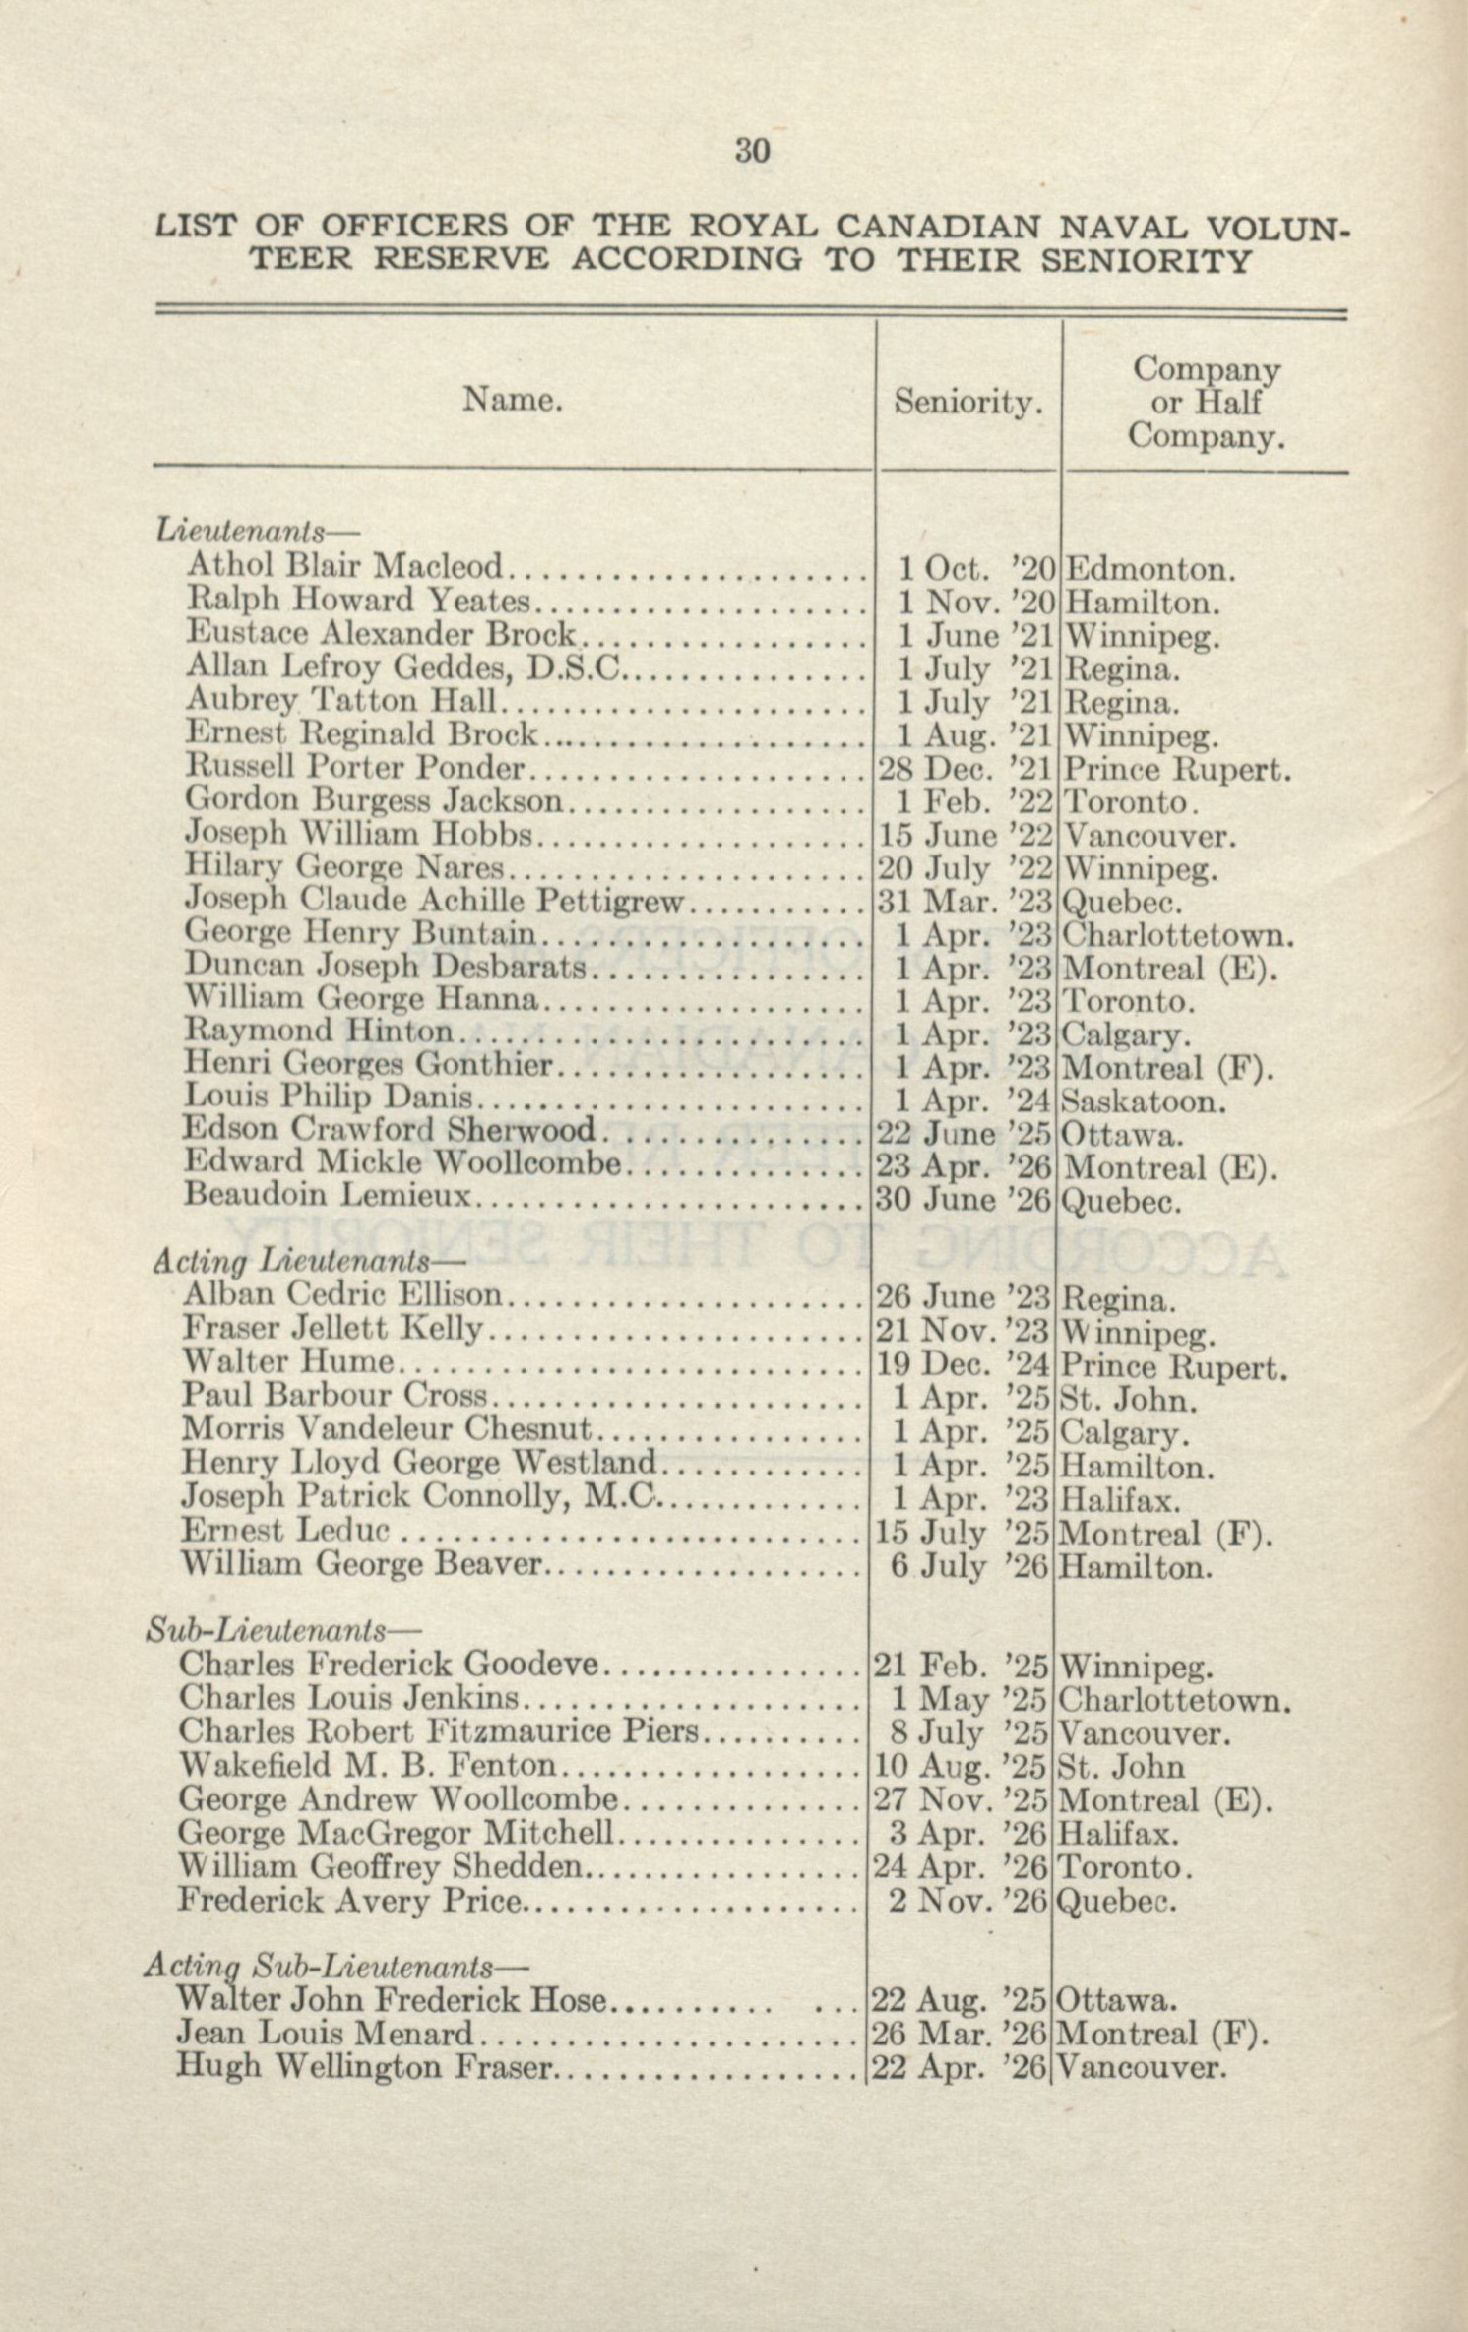 30
LIST OF OFFICERS OF THE ROYAL CANADIAN NAVAL VOLUN-
TEER RESERVE ACCORDING TO THEIR SENIORITY
Name. Seniority. Company or Half Company.
Lieutenants—
Athol Blair Macleod. 1 Oct. '20 Edmonton.
Ralph Howard Yeates. 1 Nov. '20 Hamilton.
Eustace Alexander Brock. 1 June '21 Winnipeg.
Allan Lefroy Geddes, D.S.C. 1 July '21 Regina.
Aubrey Tatton Hall. 1 July '21 Regina.
Ernest Reginald Brock. 1 Aug. '21 Winnipeg.
Russell Porter Ponder. 28 Dec. '21 Prince Rupert.
Gordon Burgess Jackson. 1 Feb. '22 Toronto.
Joseph William Hobbs. 15 June '22 Vancouver.
Hilary George Nares. 20 July '22 Winnipeg.
Joseph Claude Achille Pettigrew. 31 Mar. '23 Quebec.
George Henry Buntain. 1 Apr. '23 Charlottetown.
Duncan Joseph Desbarats. 1 Apr. '23 Montreal (E).
William George Hanna. 1 Apr. '23 Toronto.
Raymond Hinton. 1 Apr. '23 Calgary.
Henri Georges Gonthier. 1 Apr. '23 Montreal (F).
Louis Philip Danis. 1 Apr. '24 Saskatoon.
Edson Crawford Sherwood. 22 June '25 Ottawa.
Edward Mickle Woollcombe. 23 Apr. '26 Montreal (E).
Beaudoin Lemieux. 30 June '26 Quebec.
Acting Lieutenants—
Alban Cedric Ellison. 26 June '23 Regina.
Fraser Jellett Kelly. 21 Nov. '23 Winnipeg.
Walter Hume. 19 Dec. '24 Prince Rupert.
Paul Barbour Cross. 1 Apr. '25 St. John.
Morris Vandeleur Chesnut. 1 Apr. '25 Calgary.
Henry Lloyd George Westland. 1 Apr. '25 Hamilton.
Joseph Patrick Connolly, M.C. 1 Apr. '23 Halifax.
Ernest Leduc 15 July '25 Montreal (F).
William George Beaver. 6 July '26 Hamilton.
Sub-Lieutenants—
Charles Frederick Goodeve. 21 Feb. '25 Winnipeg.
Charles Louis Jenkins. 1 May '25 Charlottetown.
Charles Robert Fitzmaurice Piers. 8 July '25 Vancouver.
Wakefield M. B. Fenton. 10 Aug. '25 St. John
George Andrew Woollcombe. 27 Nov. '25 Montreal (E).
George MacGregor Mitchell. 3 Apr. '26 Halifax.
William Geoffrey Shedden. 24 Apr. '26 Toronto.
Frederick Avery Price. 2 Nov. '26 Quebec.
Acting Sub-Lieutenants—
Walter John Frederick Hose. 22 Aug. '25 Ottawa.
Jean Louis Menard. 26 Mar. '26 Montreal (F).
Hugh Wellington Fraser. 22 Apr. '26 Vancouver.